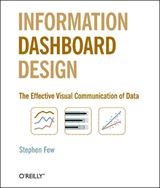 INFORMATION
DASHBOARD
DESIGN
The Effective Visual Communication of Data
O'REILLY®
Stephen Few